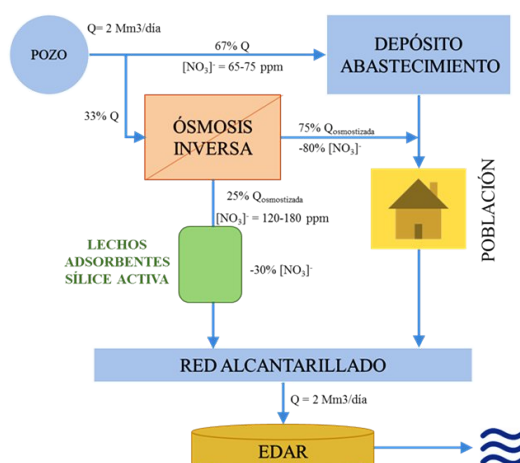 Q= 2 Mm3/día
POZO
67% Q
[NO₃]⁻ = 65-75 ppm
DEPÓSITO
ABASTECIMIENTO
33% Q
ÓSMOSIS
INVERSA
75% Qosmostizada
-80% [NO₃]⁻
25% Qosmostizada
[NO₃]⁻ = 120-180 ppm
POBLACIÓN
LECHOS
ADSORBENTES
SÍLICE ACTIVA
-30% [NO₃]⁻
RED ALCANTARILLADO
Q = 2 Mm3/día
EDAR